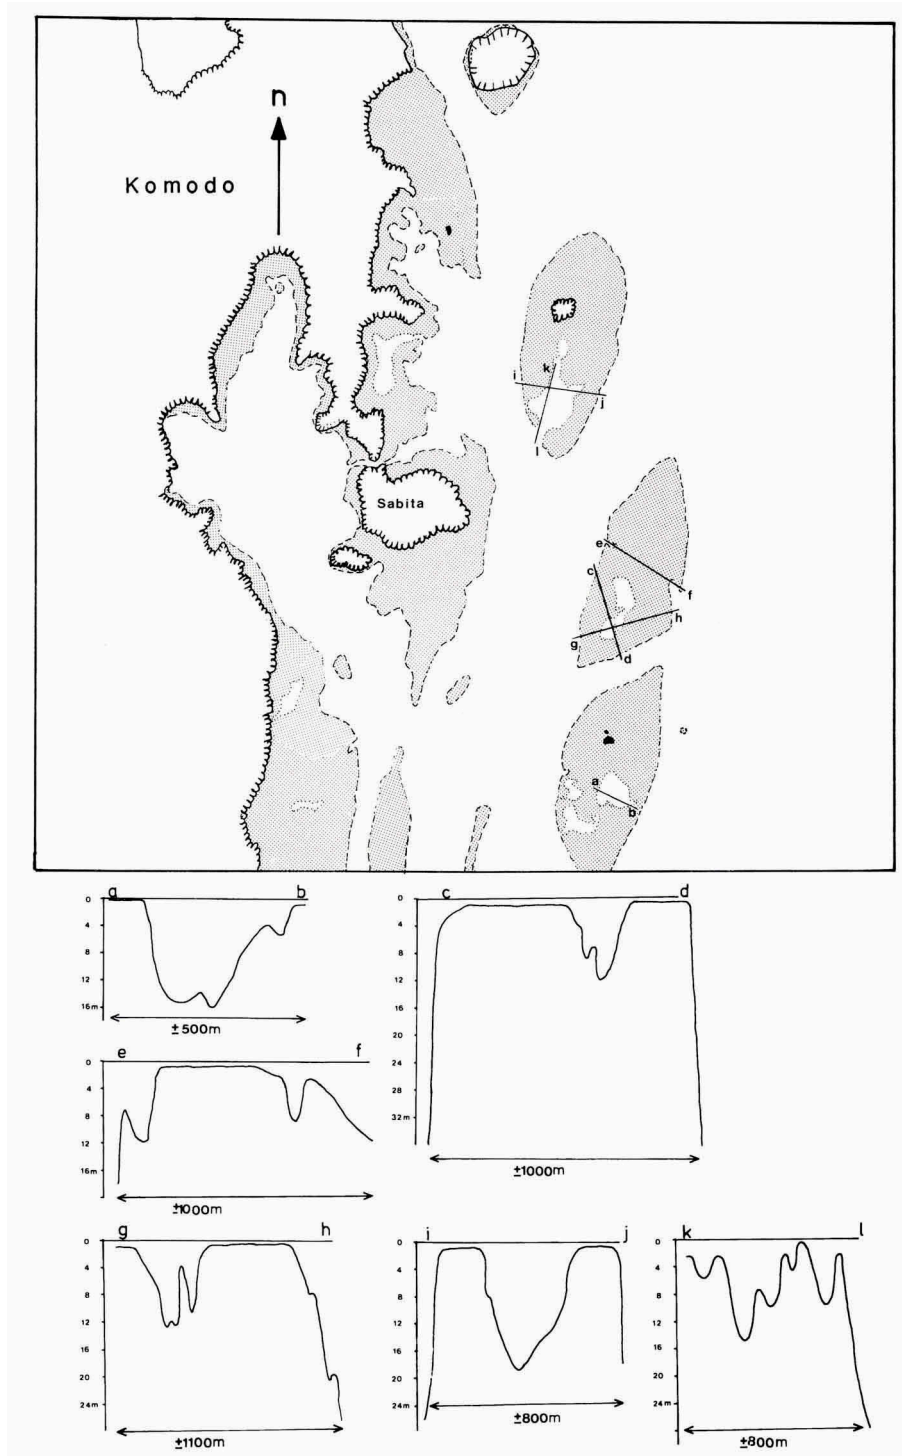 n
Komodo
k
i
j
l
Sabita
e
c
f
h
g
d
a
b
a b
0
4
8
12
16m
±500m
c d
0
4
8
12
16
20
24
28
32m
±1000m
e f
0
4
8
12
16m
±1000m
g h
0
4
8
12
16
20
24m
±1100m
i j
0
4
8
12
16
20
24m
±800m
k l
0
4
8
12
16
20
24m
±800m